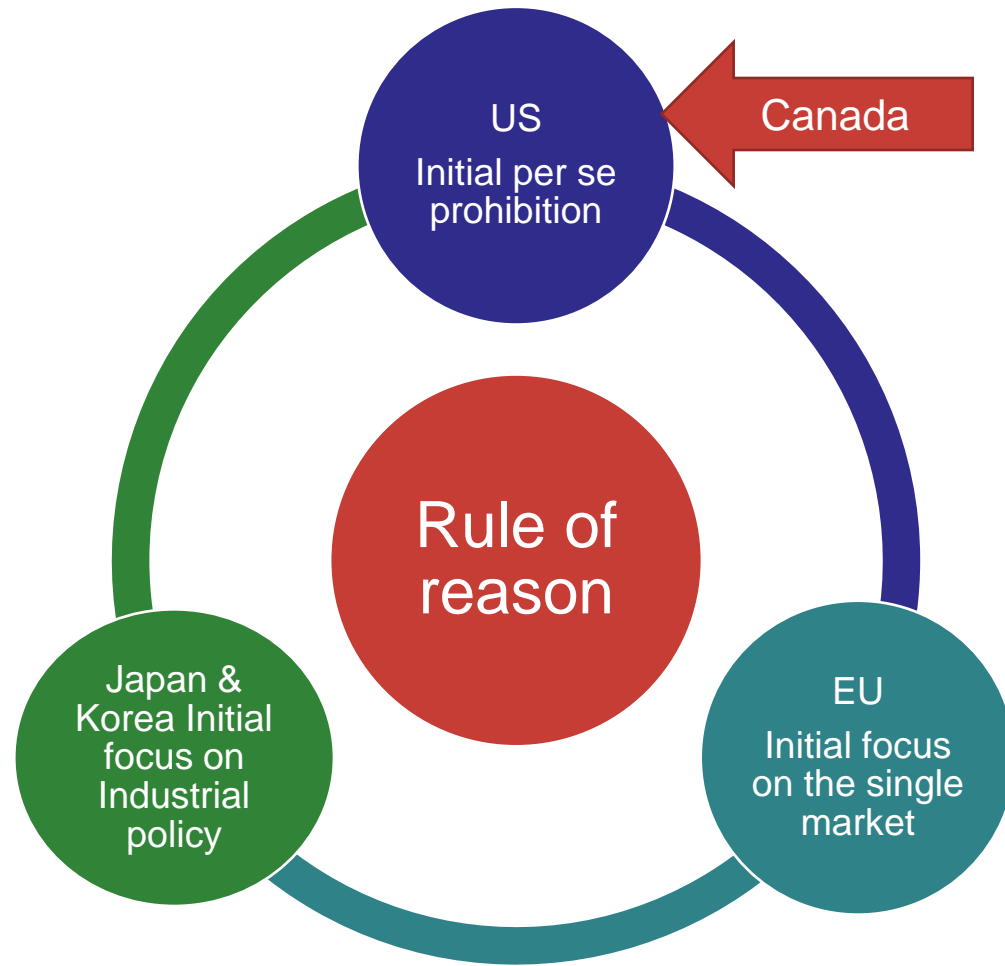 US
Initial per se
prohibition
Canada
Rule of
reason
Japan &
Korea Initial
focus on
Industrial
policy
EU
Initial focus
on the single
market